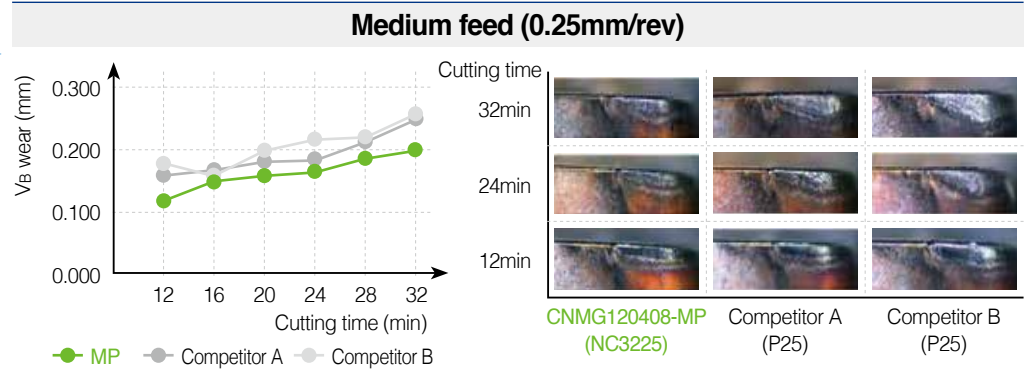 Medium feed (0.25mm/rev)
VB wear (mm)
0.300
0.200
0.100
0.000
12 16 20 24 28 32
Cutting time (min)
MP Competitor A Competitor B
Cutting time
32min
24min
12min
CNMG120408-MP Competitor A Competitor B
(NC3225) (P25) (P25)